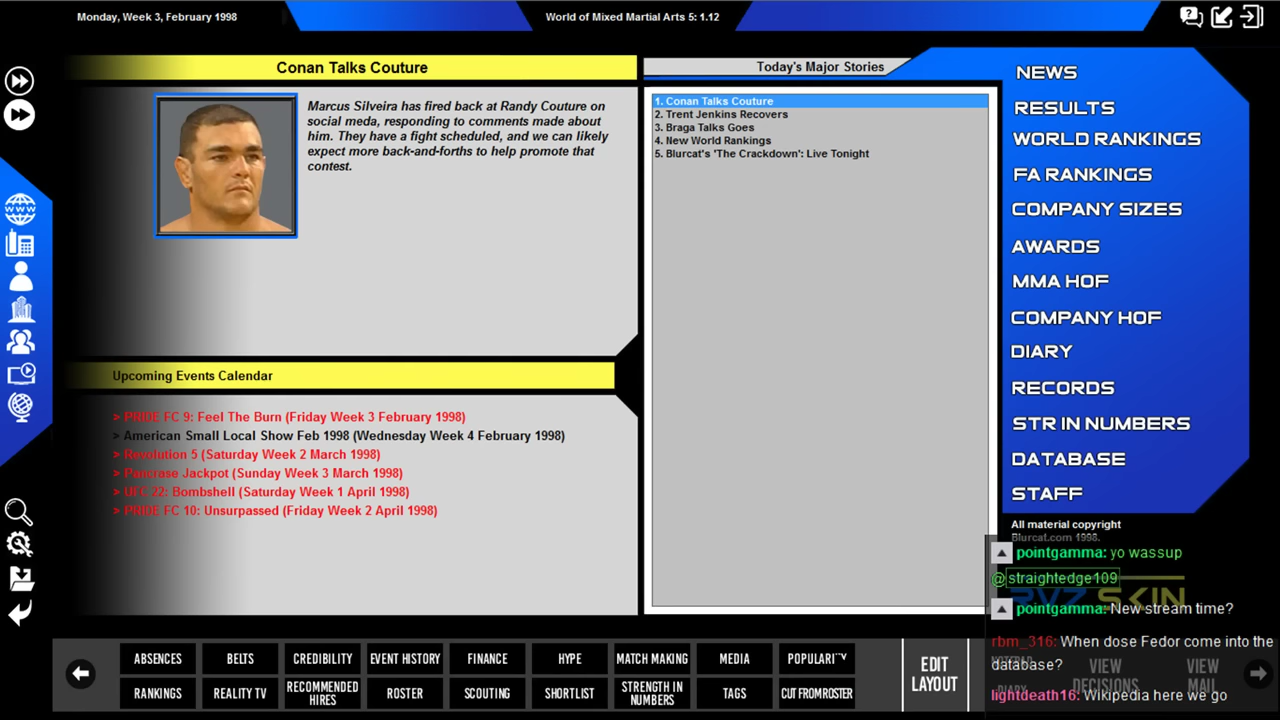 Monday, Week 3, February 1998
World of Mixed Martial Arts 5: 1.12
Conan Talks Couture
Marcus Silveira has fired back at Randy Couture on
social meda, responding to comments made about
him. They have a fight scheduled, and we can likely
expect more back-and-forths to help promote that
contest.
Today's Major Stories
1. Conan Talks Couture
2. Trent Jenkins Recovers
3. Braga Talks Goes
4. New World Rankings
5. Blurcat's 'The Crackdown': Live Tonight
Upcoming Events Calendar
> PRIDE FC 9: Feel The Burn (Friday Week 3 February 1998)
> American Small Local Show Feb 1998 (Wednesday Week 4 February 1998)
> Revolution 5 (Saturday Week 2 March 1998)
> Pancrase Jackpot (Sunday Week 3 March 1998)
> UFC 22: Bombshell (Saturday Week 1 April 1998)
> PRIDE FC 10: Unsurpassed (Friday Week 2 April 1998)
WWW
NEWS
RESULTS
WORLD RANKINGS
FA RANKINGS
COMPANY SIZES
AWARDS
MMA HOF
COMPANY HOF
DIARY
RECORDS
STR IN NUMBERS
DATABASE
STAFF
All material copyright
Blurcat.com 1998.
RVZ SKIN
pointgamma: yo wassup
@straightedge109
pointgamma: New stream time?
rbm_316: When dose Fedor come into the
database?
lightdeath16: Wikipedia here we go
ABSENCES
BELTS
CREDIBILITY
EVENT HISTORY
FINANCE
HYPE
MATCH MAKING
MEDIA
POPULARITY
RANKINGS
REALITY TV
RECOMMENDED
HIRES
ROSTER
SCOUTING
SHORTLIST
STRENGTH IN
NUMBERS
TAGS
CUT FROM ROSTER
EDIT
LAYOUT
DIARY
VIEW
DECISIONS
VIEW
MAIL